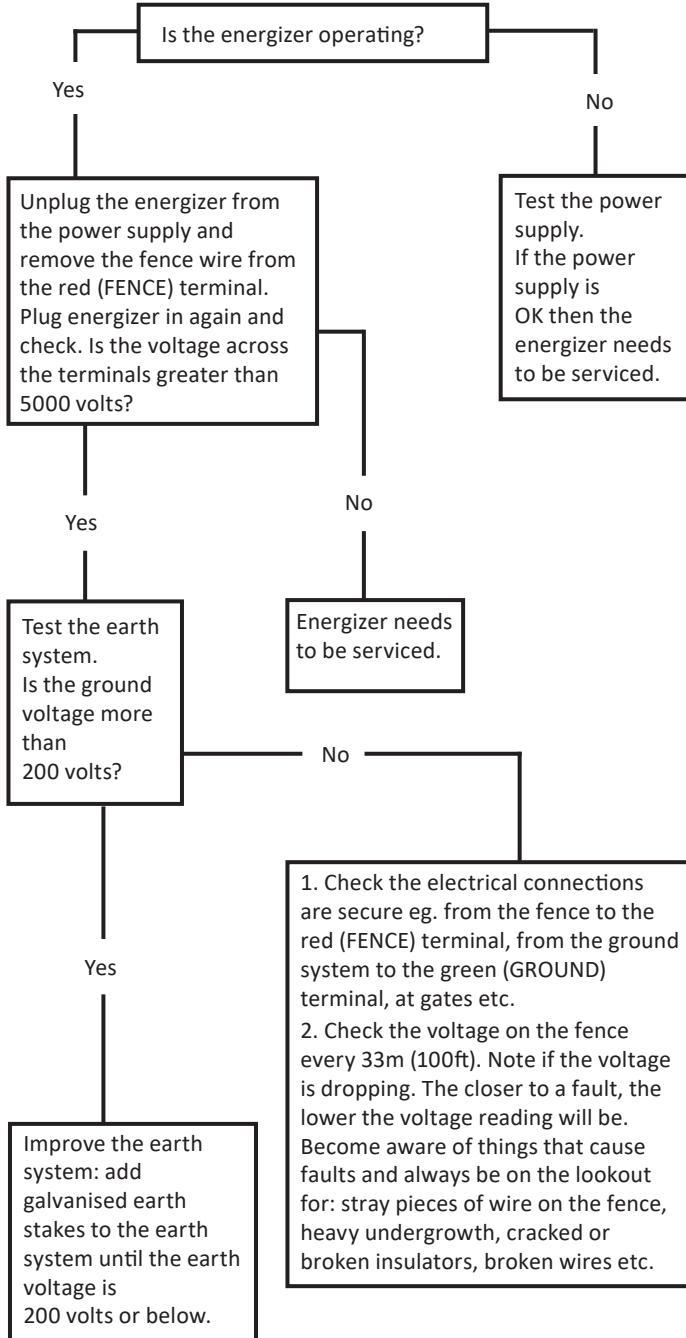 Is the energizer operating?
Yes
No
Unplug the energizer from
the power supply and
remove the fence wire from
the red (FENCE) terminal.
Plug energizer in again and
check. Is the voltage across
the terminals greater than
5000 volts?
Test the power
supply.
If the power
supply is
OK then the
energizer needs
to be serviced.
Yes
No
Test the earth
system.
Is the ground
voltage more
than
200 volts?
Energizer needs
to be serviced.
No
Yes
1. Check the electrical connections
are secure eg. from the fence to the
red (FENCE) terminal, from the ground
system to the green (GROUND)
terminal, at gates etc.
2. Check the voltage on the fence
every 33m (100ft). Note if the voltage
is dropping. The closer to a fault, the
lower the voltage reading will be.
Become aware of things that cause
faults and always be on the lookout
for: stray pieces of wire on the fence,
heavy undergrowth, cracked or
broken insulators, broken wires etc.
Improve the earth
system: add
galvanised earth
stakes to the earth
system until the earth
voltage is
200 volts or below.